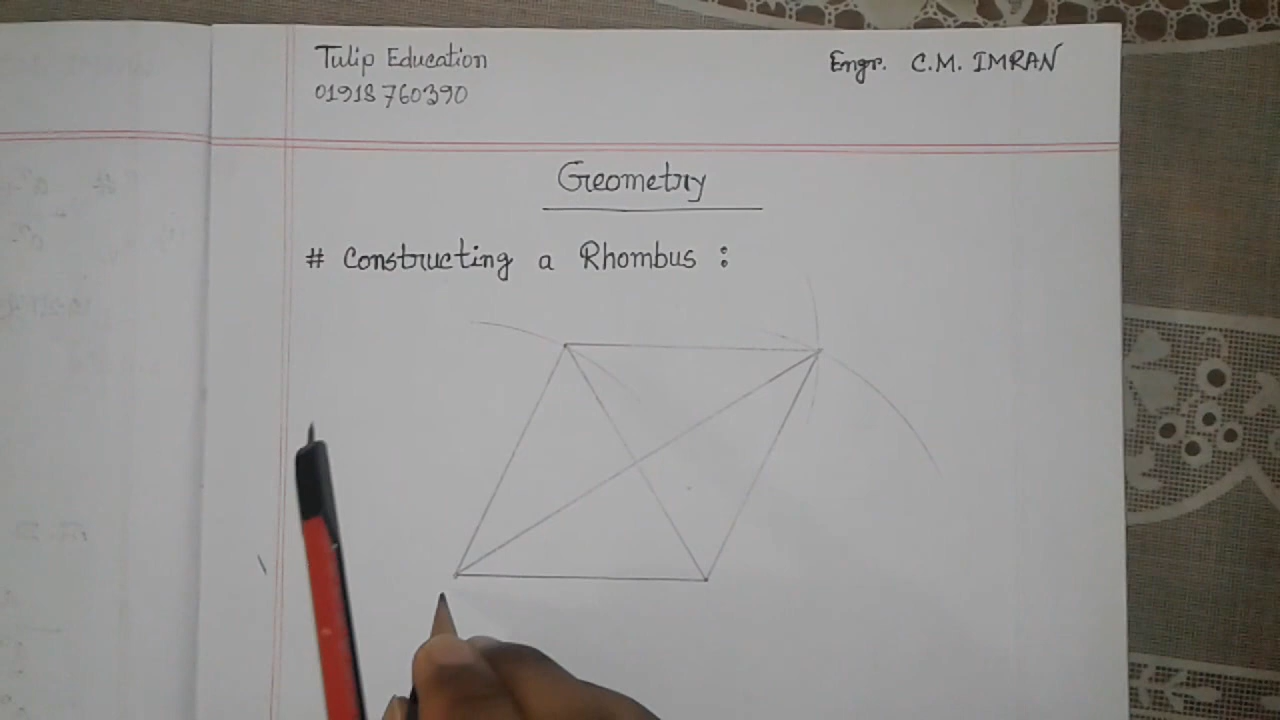 Tulip Education
01918760390
Engr. C.M. IMRAN
Geometry
# Constructing a Rhombus :